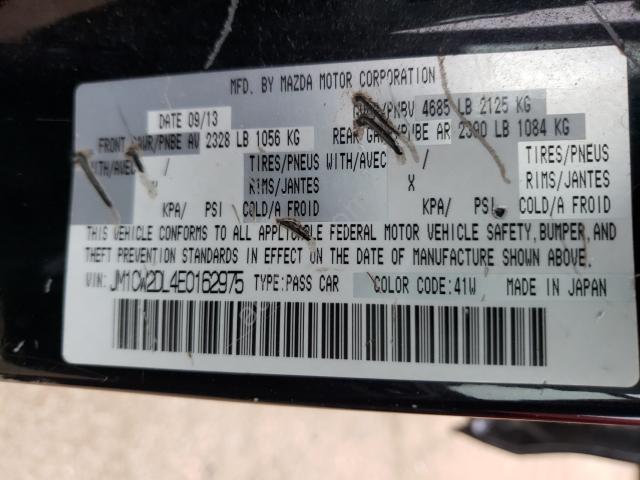 MFD. BY MAZDA MOTOR CORPORATION
DATE 09/13
/PNBV 4685 LB 2125 KG
FRONT GAWR/PNBE AV 2328 LB 1056 KG
REAR GAWR/PNBE AR 2390 LB 1084 KG
WITH/AVEC / TIRES/PNEUS WITH/AVEC / TIRES/PNEUS
RIMS/JANTES X RIMS/JANTES
KPA/ PSI COLD/A FROID KPA/ PSI COLD/A FROID
THIS VEHICLE CONFORMS TO ALL APPLICABLE FEDERAL MOTOR VEHICLE SAFETY, BUMPER, AND
THEFT PREVENTION STANDARDS IN EFFECT ON THE DATE OF MANUFACTURE SHOWN ABOVE.
VIN: JM1CW2DL4E0162975 TYPE: PASS CAR COLOR CODE: 41W MADE IN JAPAN